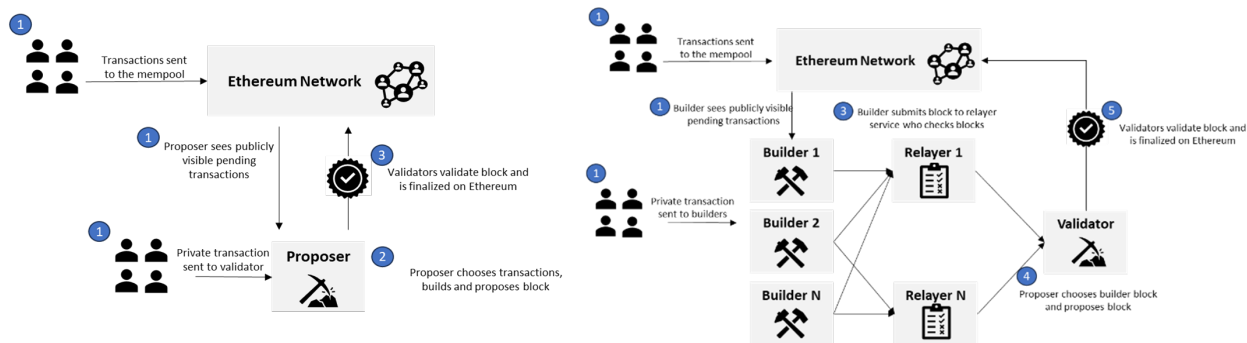 1
Transactions sent
to the mempool
Ethereum Network
1
Proposer sees publicly
visible pending
transactions
3
Validators validate block and
is finalized on Ethereum
1
Private transaction
sent to validator
Proposer
2
Proposer chooses transactions,
builds and proposes block
1
Transactions sent
to the mempool
Ethereum Network
1
Builder sees publicly visible
pending transactions
3
Builder submits block to relayer
service who checks blocks
5
Validators validate block and
is finalized on Ethereum
Builder 1
Relayer 1
1
Private transaction
sent to builders
Builder 2
Validator
Builder N
Relayer N
4
Proposer chooses builder block
and proposes block